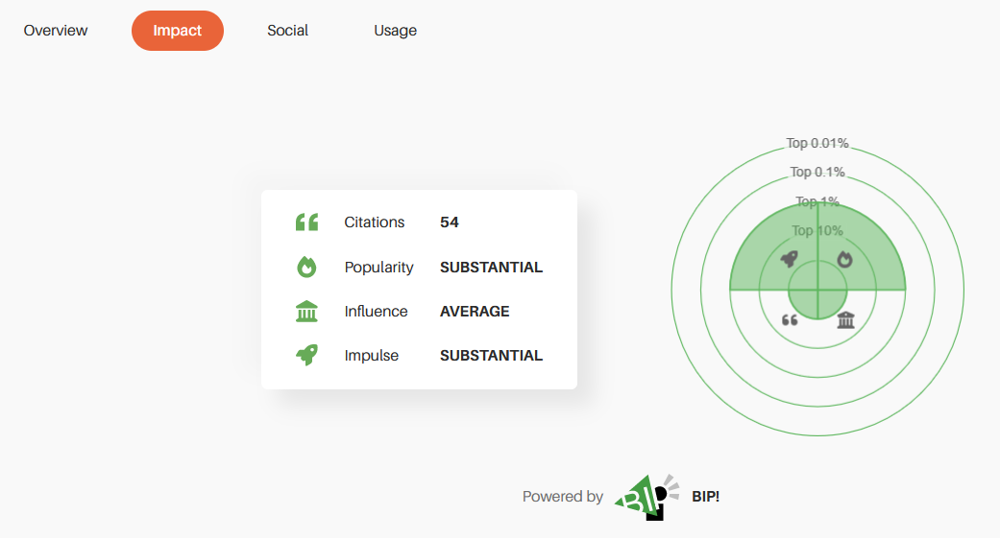 Overview Impact Social Usage
Citations 54
Popularity SUBSTANTIAL
Influence AVERAGE
Impulse SUBSTANTIAL
Top 0.01%
Top 0.1%
Top 1%
Top 10%
Powered by BIP! BIP!